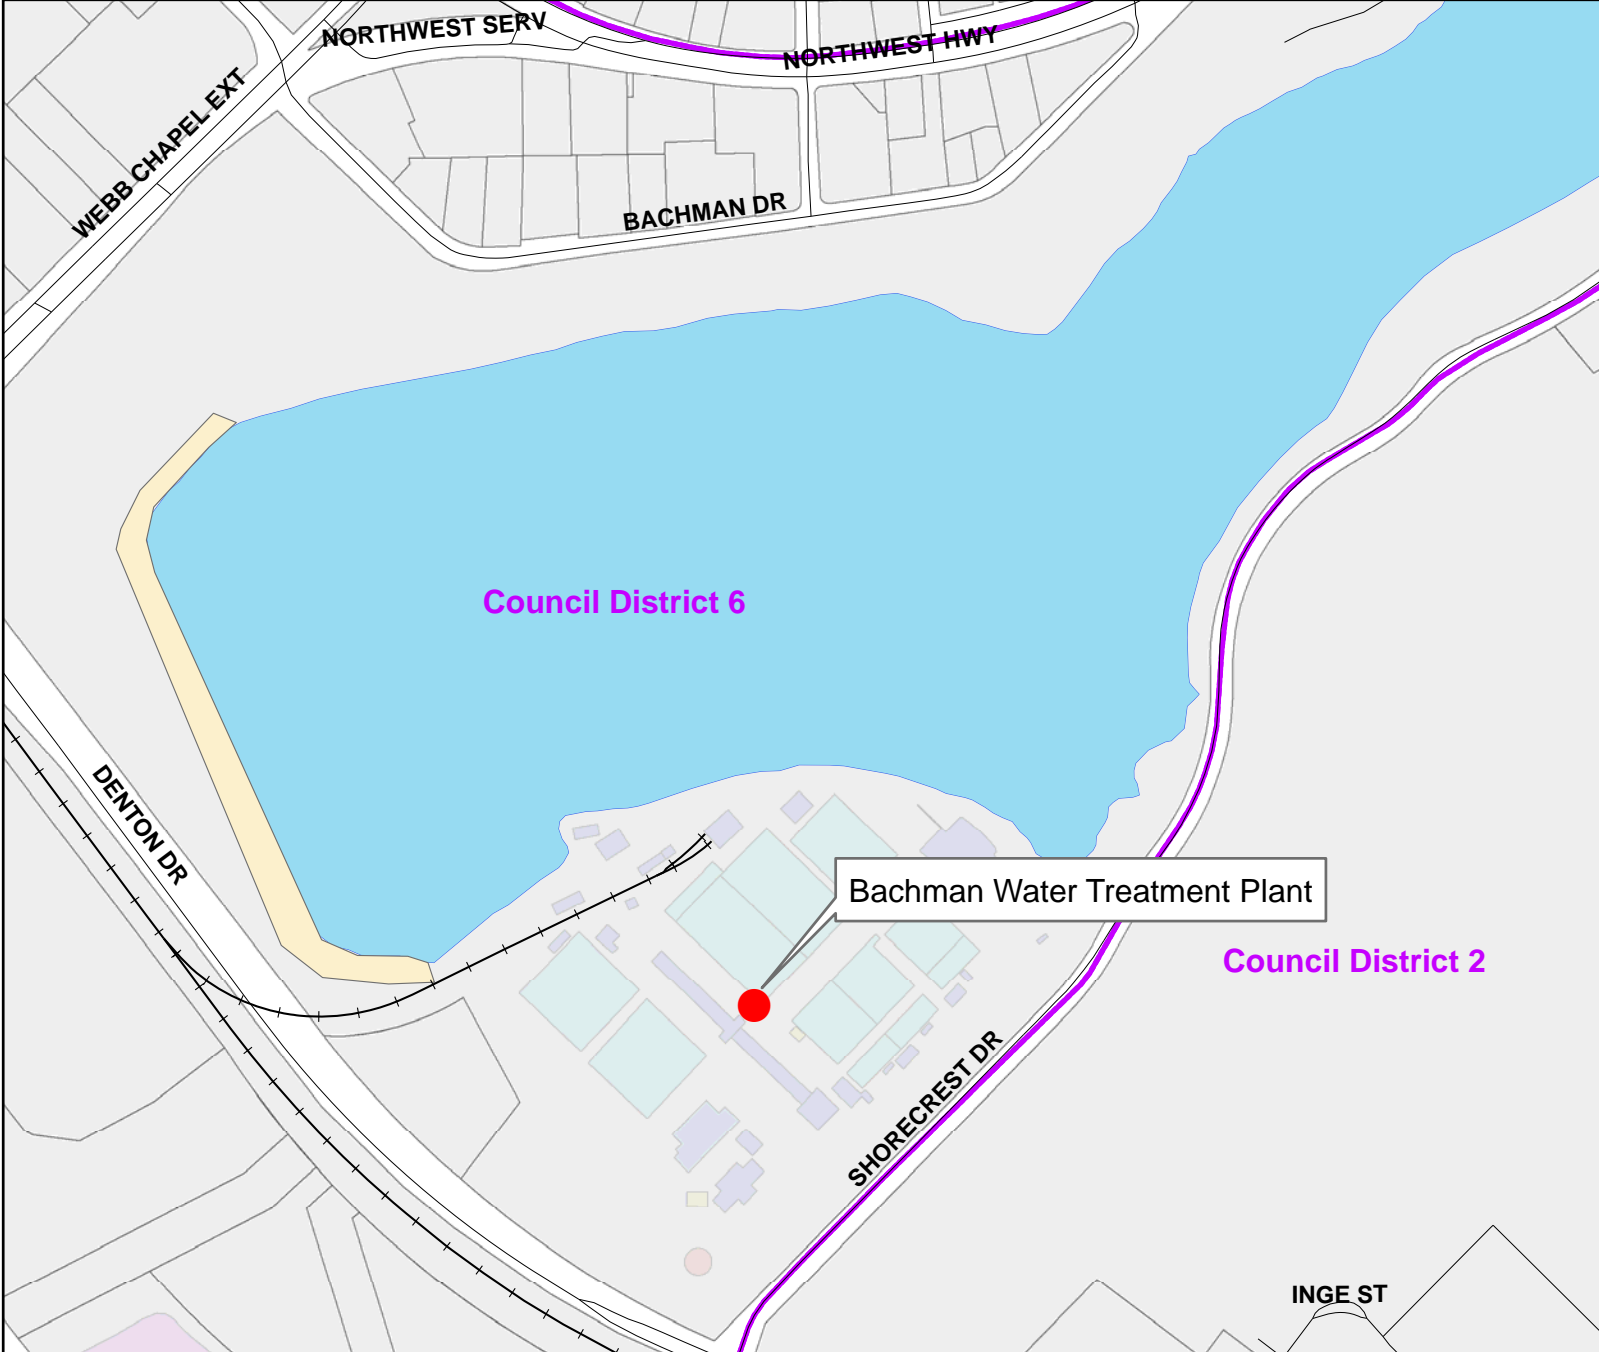 NORTHWEST SERV
NORTHWEST HWY
WEBB CHAPEL EXT
BACHMAN DR
Council District 6
DENTON DR
Bachman Water Treatment Plant
Council District 2
SHORECREST DR
INGE ST